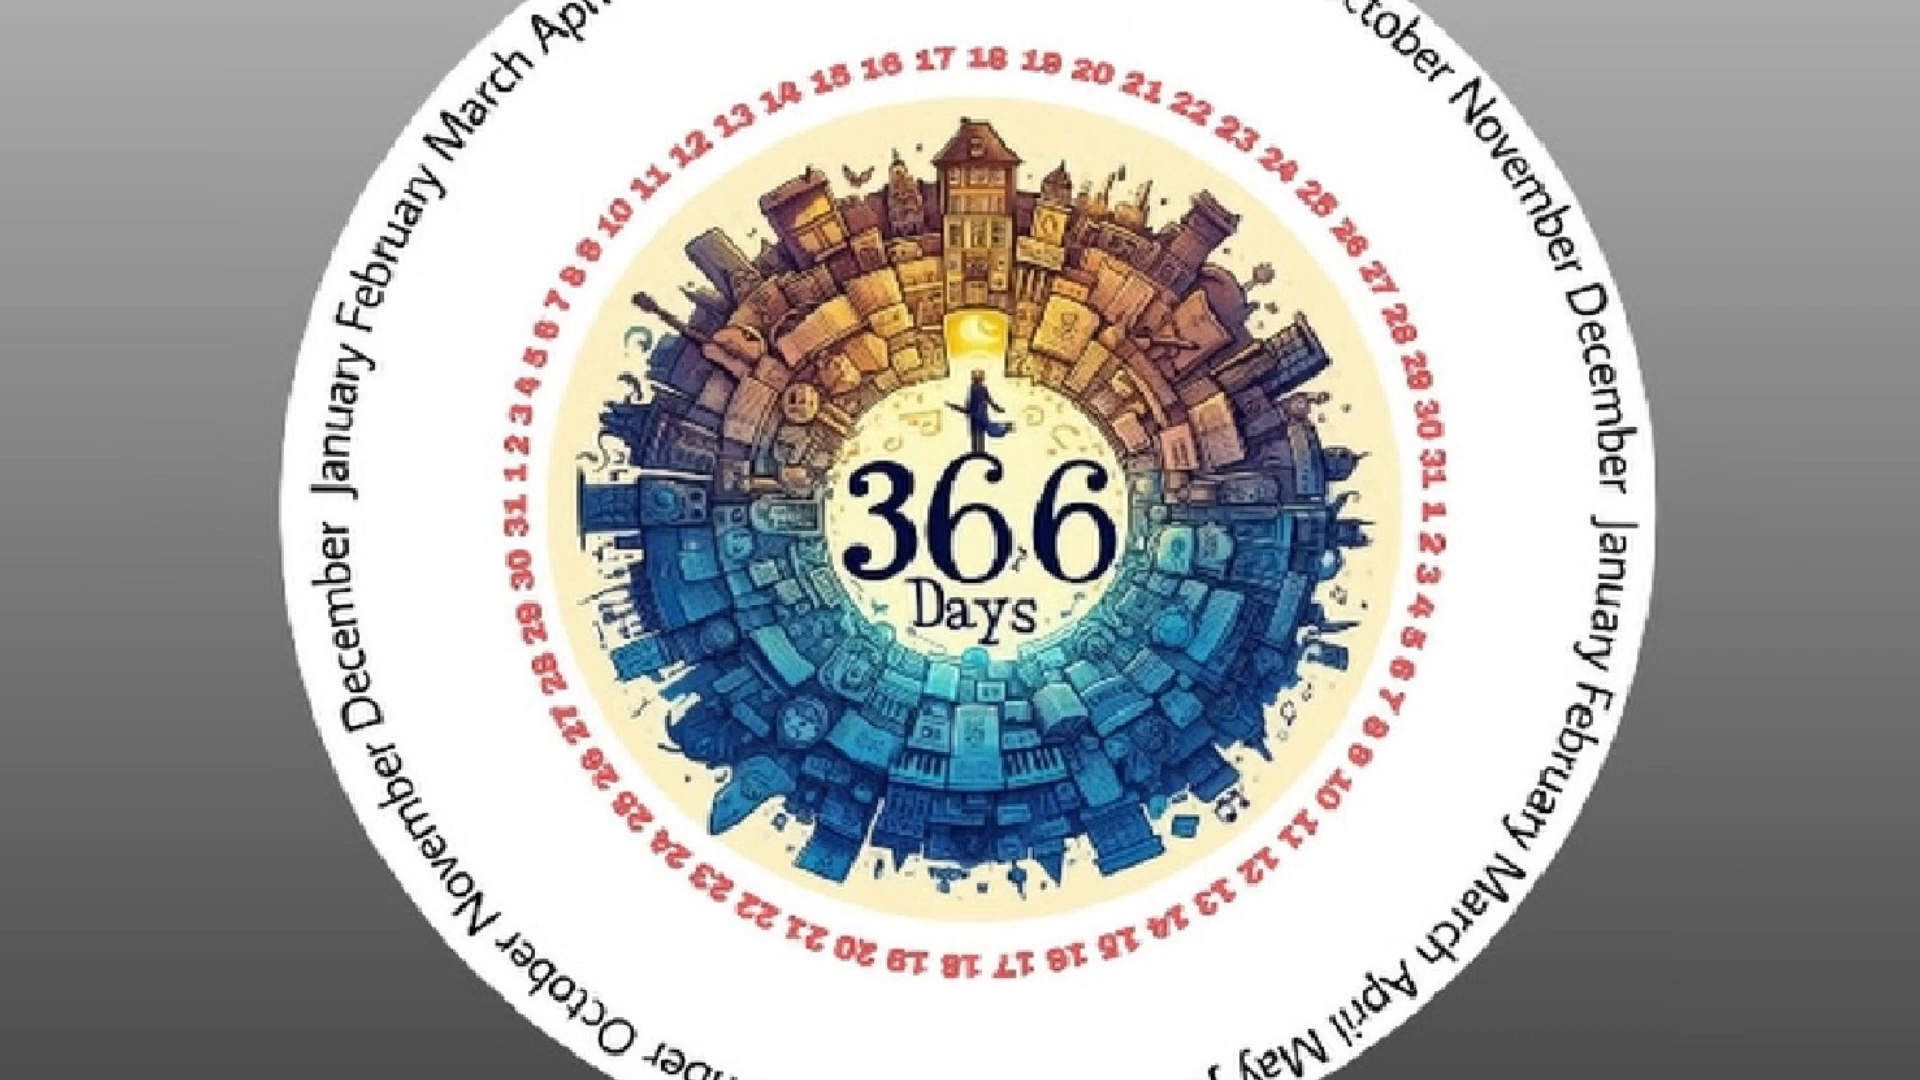 January February March Apri
ctober November December January February March April May J
mber October November December
1 2 3 4 5 6 7 8 9 10 11 12 13 14 15 16 17 18 19 20 21 22 23 24 25 26 27 28 29 30 31
1 2 3 4 5 6 7 8 9 10 11 12 13 14 15 16 17 18 19 20 21 22 23 24 25 26 27 28 29 30 31
366
Days